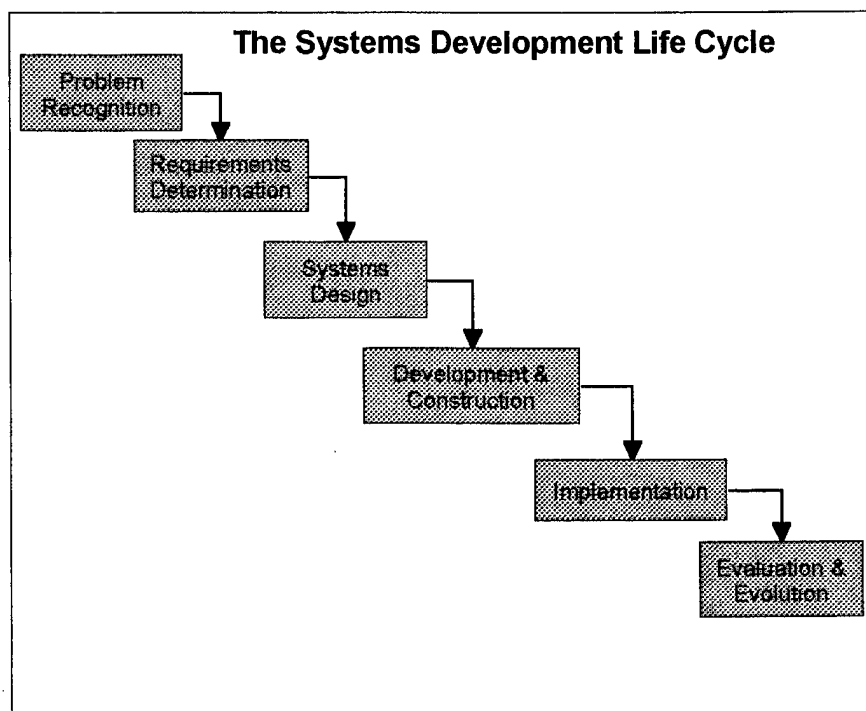 The Systems Development Life Cycle
Problem
Recognition
Requirements
Determination
Systems
Design
Development &
Construction
Implementation
Evaluation &
Evolution